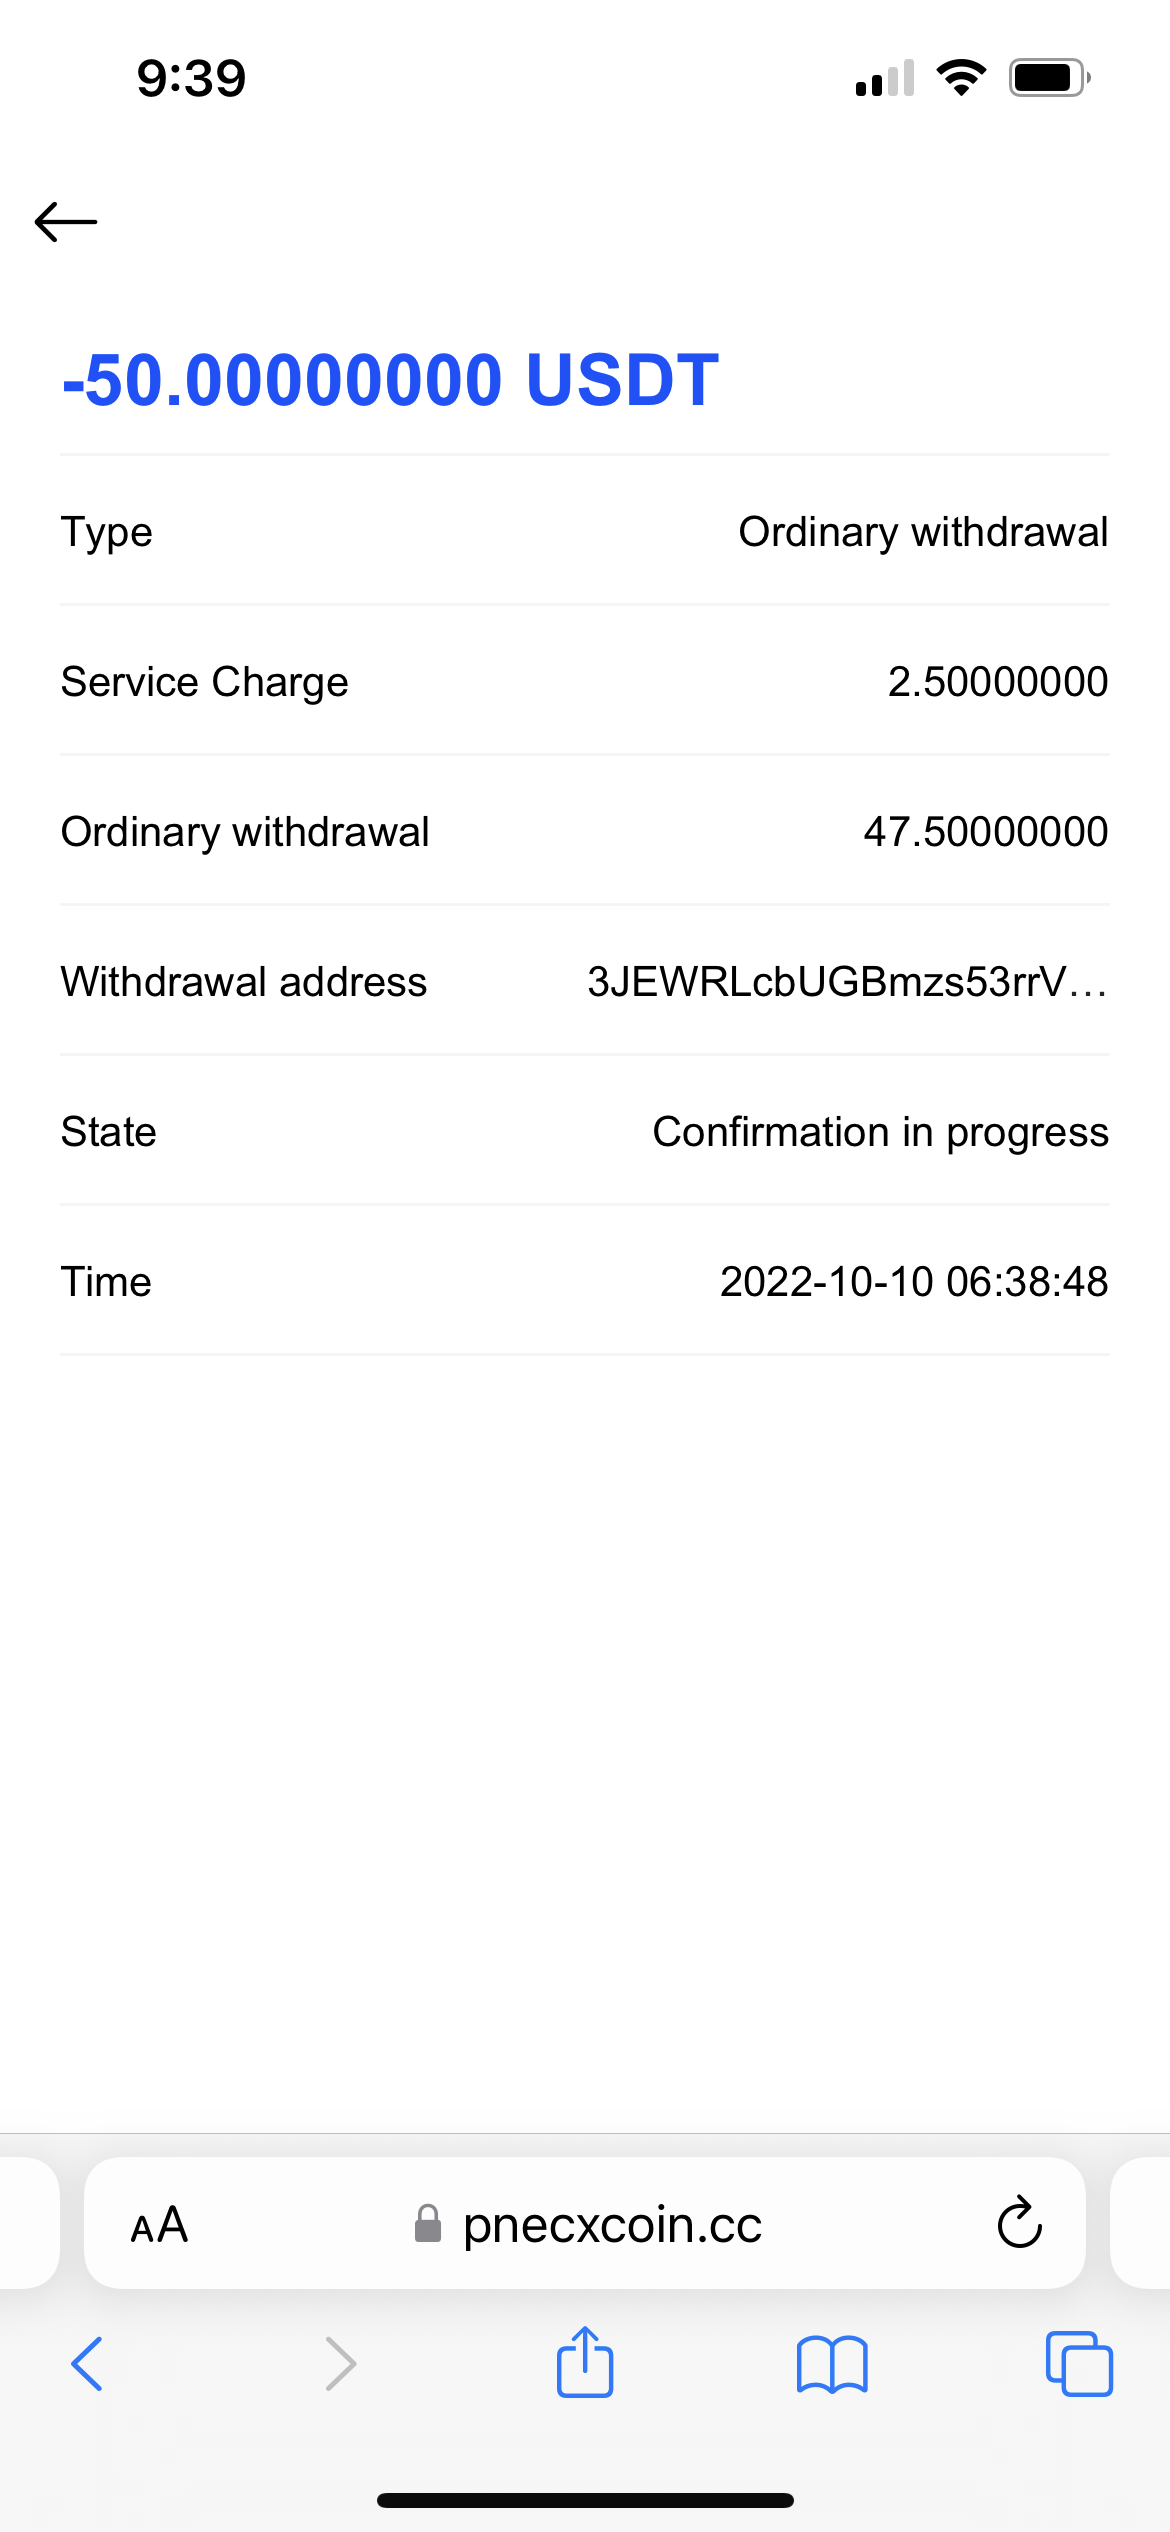 9:39
-50.00000000 USDT
Type Ordinary withdrawal
Service Charge 2.50000000
Ordinary withdrawal 47.50000000
Withdrawal address 3JEWRLcbUGBmzs53rrV...
State Confirmation in progress
Time 2022-10-10 06:38:48
AA pnecxcoin.cc